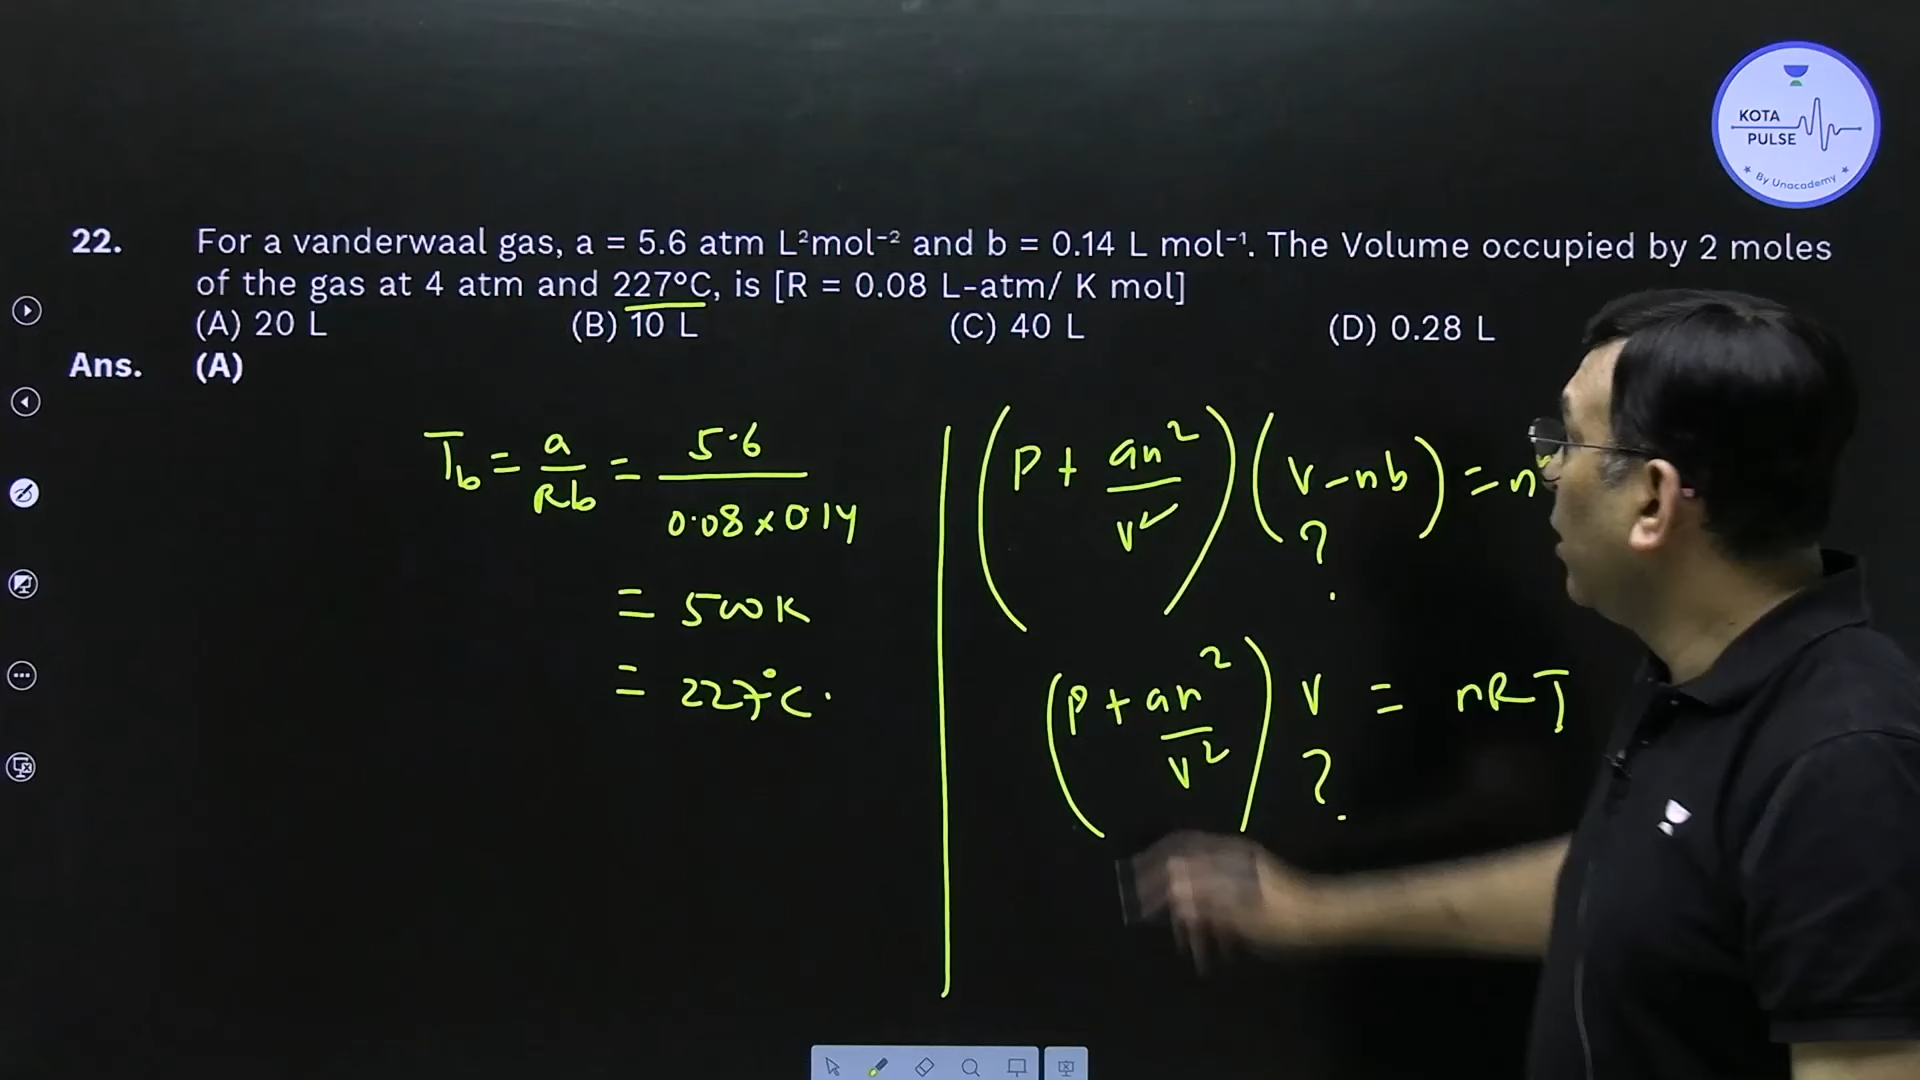 KOTA
PULSE
By Unacademy
22. For a vanderwaal gas, a = 5.6 atm L²mol⁻² and b = 0.14 L mol⁻¹. The Volume occupied by 2 moles
of the gas at 4 atm and 227°C, is [R = 0.08 L-atm/ K mol]
(A) 20 L (B) 10 L (C) 40 L (D) 0.28 L
Ans. (A)
T_b = a/Rb = 5.6/(0.08 x 0.14)
= 500K
= 227°C.
(P + an²/V²)(V - nb) = n
?
(P + an²/V²) V = nRT
?